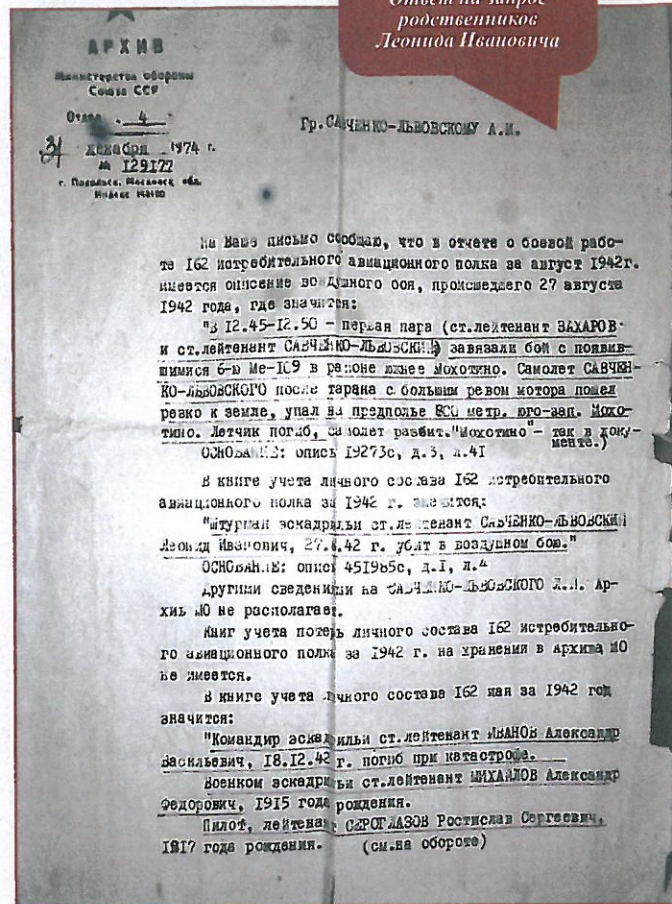 Ответ на запрос
родственников
Леонида Ивановича
АРХИВ
Министерства обороны
Союза ССР
Отдел 4
31 декабря 1974 г.
№ 129177
г. Подольск, Московск. обл.
Индекс
Гр.САВЧЕНКО-ЛЬВОВСКОМУ А.И.
На Ваше письмо сообщаю, что в отчете о боевой рабо-
те 162 истребительного авиационного полка за август 1942г.
имеется описение воздушного боя, происшедшего 27 августа
1942 года, где значится:
"В 12.45-12.50 - первая пара (ст.лейтенант ЗАХАРОВ
и ст.лейтенант САВЧЕНКО-ЛЬВОВСКИЙ) завязали бой с появив-
шимися 6-ю Ме-109 в районе южнее Мохотино. Самолет САВЧЕН-
КО-ЛЬВОВСКОГО после тарана с большим ревом мотора пошел
резко к земле, упал на предполье 800 метр. юго-зап. Мохо-
тино. Летчик погиб, самолет разбит."Мохотино"- так в доку-
менте.)
ОСНОВАНИЕ: опись 19273с, д.3, л.41
В книге учета личного состава 162 истребительного
авиационного полка за 1942 г. значится:
"Штурман эскадрильи ст.лейтенант САВЧЕНКО-ЛЬВОВСКИЙ
Леонид Иванович, 27.8.42 г. убит в воздушном бою."
ОСНОВАНИЕ: опись 451985с, д.1, л.
Другими сведениями на САВЧЕНКО-ЛЬВОВСКОГО Л.И. Ар-
хив МО не располагает.
Книг учета потерь личного состава 162 истребительно-
го авиационного полка за 1942 г. на хранении в Архива МО
не имеется.
В книге учета личного состава 162 иап за 1942 год
значится:
"Командир эскадрильи ст.лейтенант ИВАНОВ Александр
Васильевич, 18.12.42 г. погиб при катастрофе.
Военком эскадрильи ст.лейтенант МИХАЙЛОВ Александр
Федорович, 1915 года рождения.
Пилот, лейтенант СЕРОГЛАЗОВ Ростислав Сергеевич,
1917 года рождения. (см.на обороте)